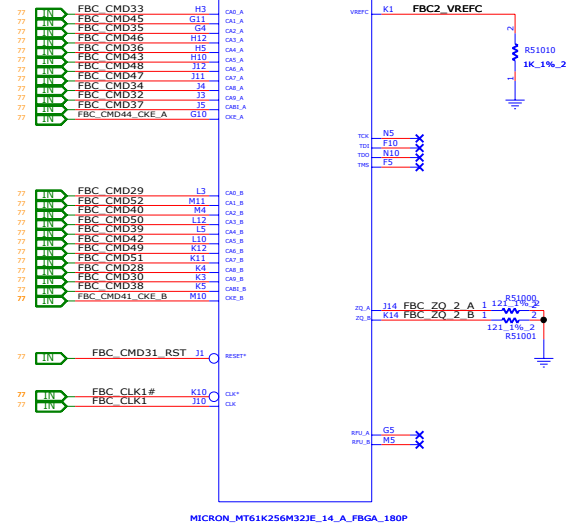 77 IN FBC_CMD33 H3 CA0_A VREFC K1 FBC2_VREFC
77 IN FBC_CMD45 G11 CA1_A
77 IN FBC_CMD35 G4 CA2_A 2
77 IN FBC_CMD46 H12 CA3_A
77 IN FBC_CMD36 H5 CA4_A R51010
77 IN FBC_CMD43 H10 CA5_A
77 IN FBC_CMD48 J12 CA6_A 1K_1%_2
77 IN FBC_CMD47 J11 CA7_A 1
77 IN FBC_CMD34 J4 CA8_A
77 IN FBC_CMD32 J3 CA9_A
77 IN FBC_CMD37 J5 CABI_A
77 IN FBC_CMD44_CKE_A G10 CKE_A
TCK N5
TDI F10
TDO N10
TMS F5
77 IN FBC_CMD29 L3 CA0_B
77 IN FBC_CMD52 M11 CA1_B
77 IN FBC_CMD40 M4 CA2_B
77 IN FBC_CMD50 L12 CA3_B
77 IN FBC_CMD39 L5 CA4_B
77 IN FBC_CMD42 L10 CA5_B
77 IN FBC_CMD49 K12 CA6_B
77 IN FBC_CMD51 K11 CA7_B
77 IN FBC_CMD28 K4 CA8_B
77 IN FBC_CMD30 K3 CA9_B
77 IN FBC_CMD38 K5 CABI_B
77 IN FBC_CMD41_CKE_B M10 CKE_B
R51000
ZQ_A J14 FBC_ZQ_2_A 1 121_1%_2 2
ZQ_B K14 FBC_ZQ_2_B 1 2
121_1%_2
R51001
77 IN FBC_CMD31_RST J1 RESET*
77 IN FBC_CLK1# K10 CLK*
77 IN FBC_CLK1 J10 CLK
RFU_A G5
RFU_B M5
MICRON_MT61K256M32JE_14_A_FBGA_180P